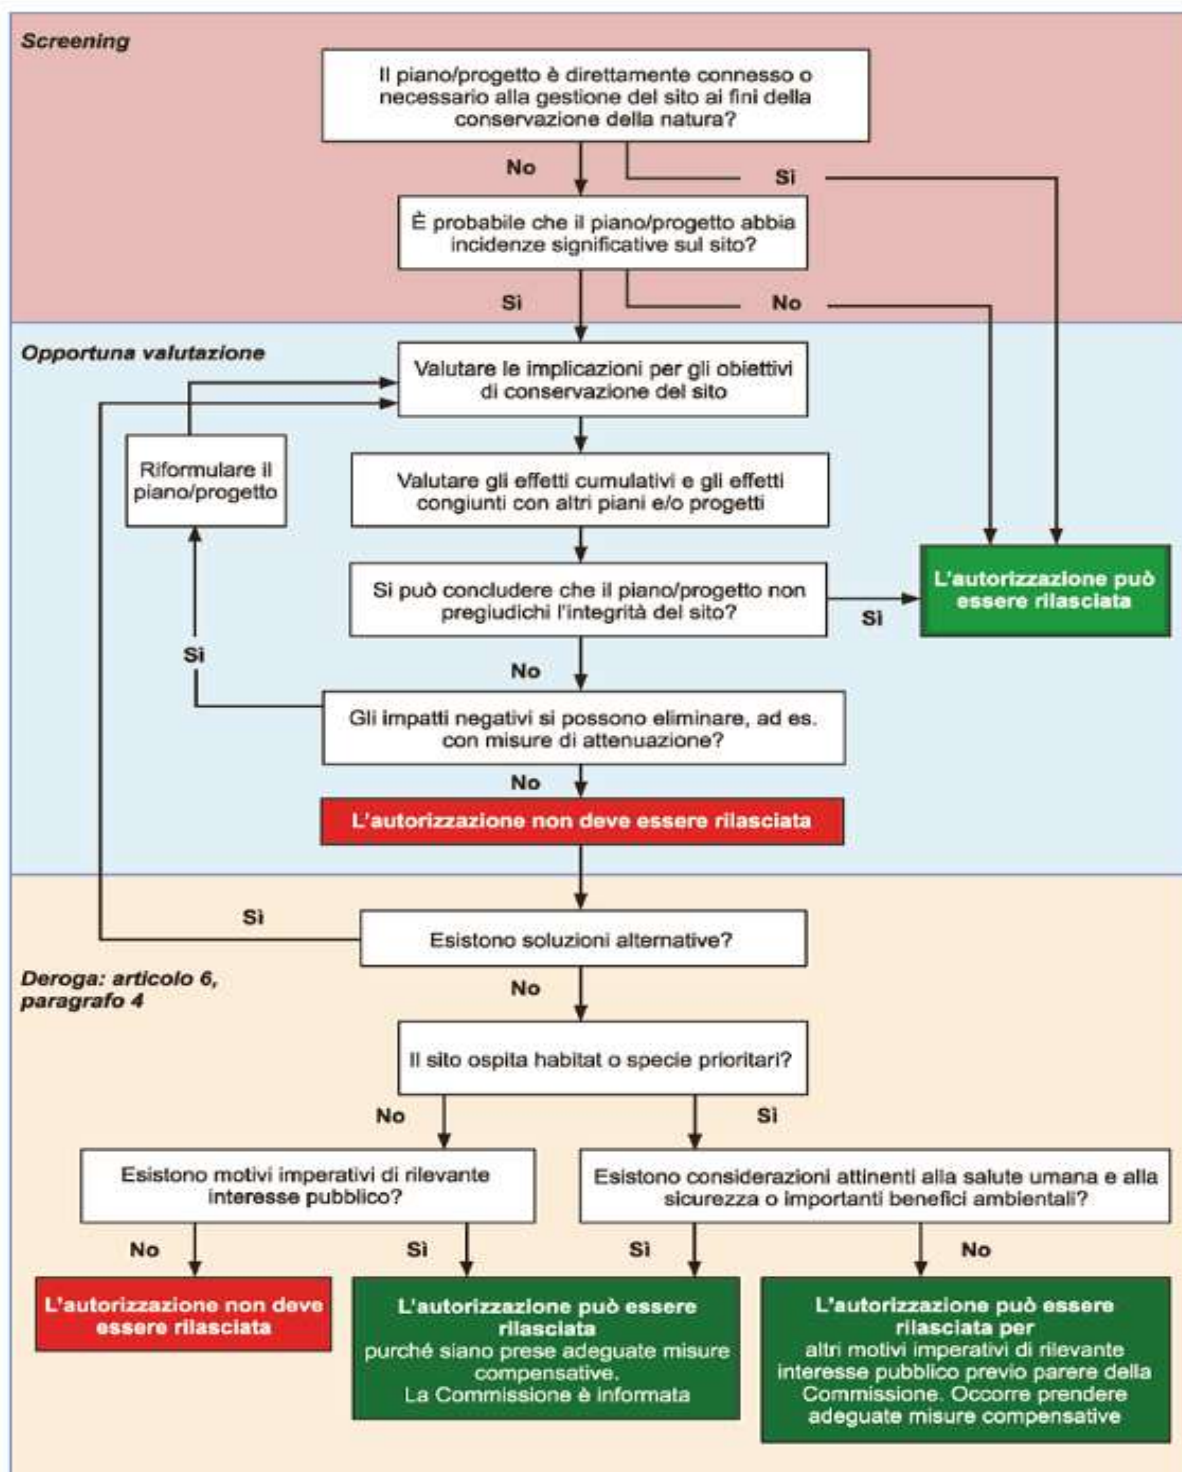 Screening
Il piano/progetto è direttamente connesso o
necessario alla gestione del sito ai fini della
conservazione della natura?
No
Sì
È probabile che il piano/progetto abbia
incidenze significative sul sito?
Sì
No
Opportuna valutazione
Valutare le implicazioni per gli obiettivi
di conservazione del sito
Riformulare il
piano/progetto
Valutare gli effetti cumulativi e gli effetti
congiunti con altri piani e/o progetti
Si può concludere che il piano/progetto non
pregiudichi l'integrità del sito?
Sì
L'autorizzazione può
essere rilasciata
Sì
No
Gli impatti negativi si possono eliminare, ad es.
con misure di attenuazione?
No
L'autorizzazione non deve essere rilasciata
Sì
Esistono soluzioni alternative?
Deroga: articolo 6,
paragrafo 4
No
Il sito ospita habitat o specie prioritari?
No
Sì
Esistono motivi imperativi di rilevante
interesse pubblico?
Esistono considerazioni attinenti alla salute umana e alla
sicurezza o importanti benefici ambientali?
No
Sì
Sì
No
L'autorizzazione non deve
essere rilasciata
L'autorizzazione può essere
rilasciata
purché siano prese adeguate misure
compensative.
La Commissione è informata
L'autorizzazione può essere
rilasciata per
altri motivi imperativi di rilevante
interesse pubblico previo parere della
Commissione. Occorre prendere
adeguate misure compensative